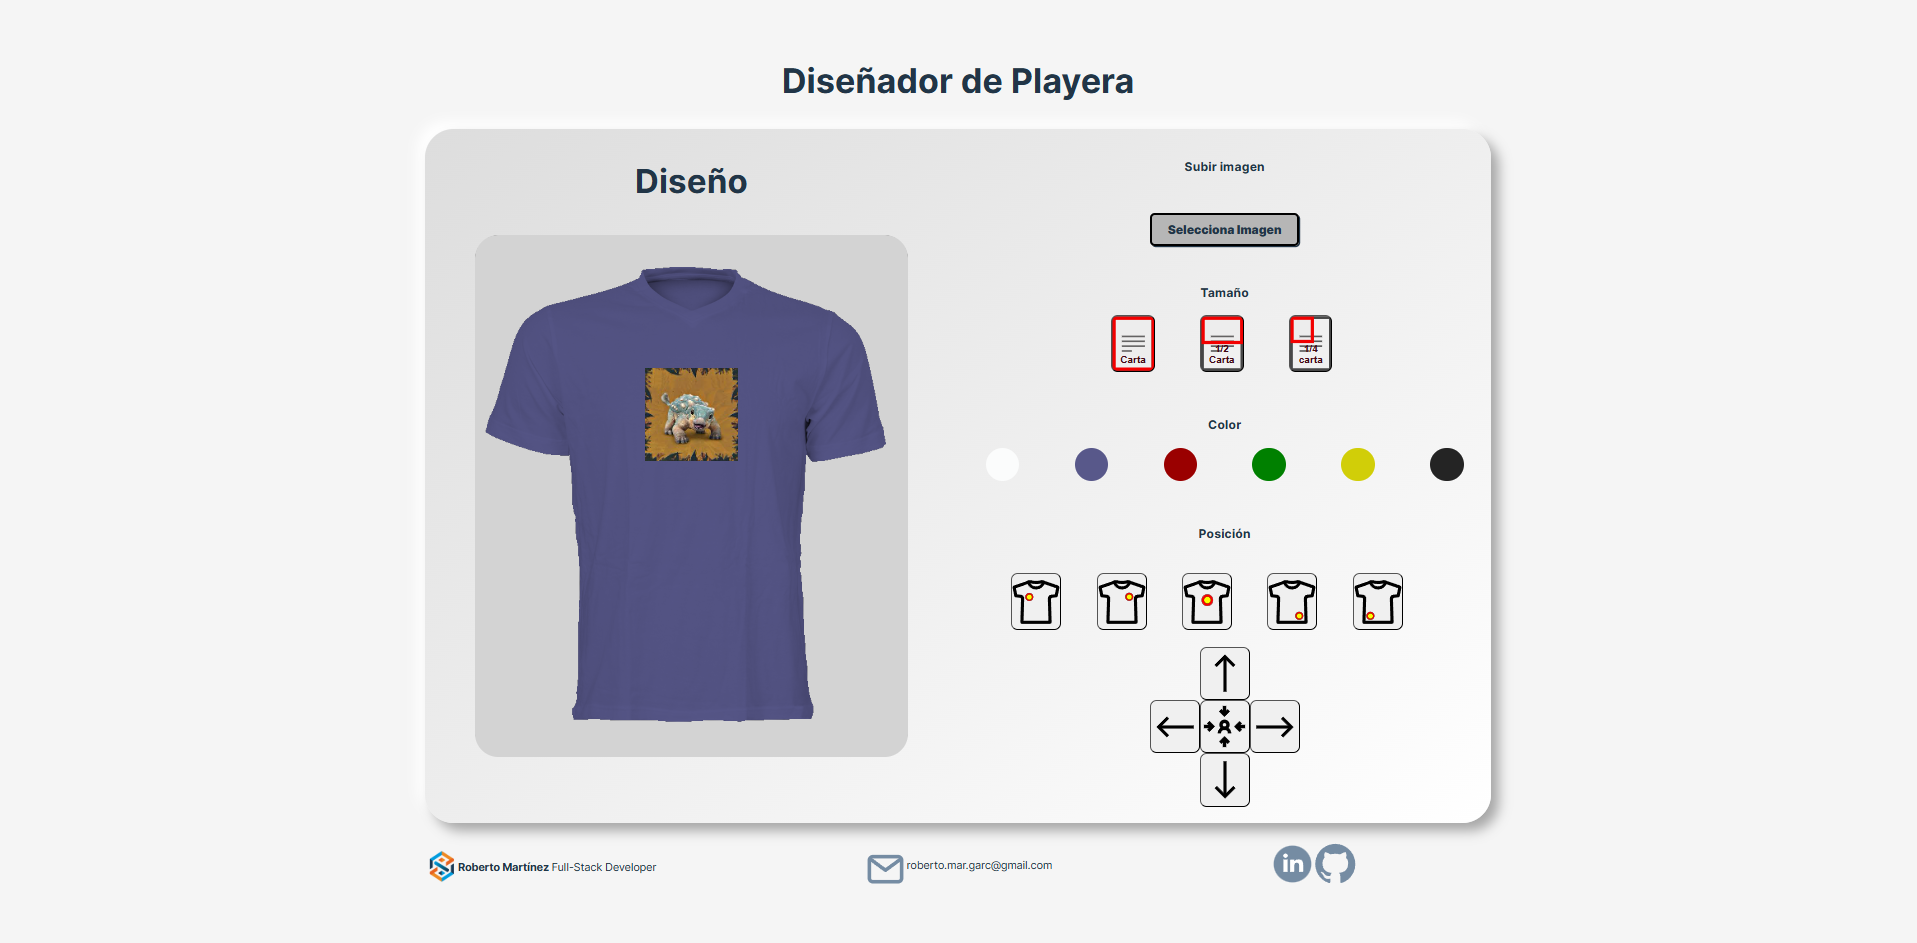 Diseñador de Playera
Diseño
Subir imagen
Selecciona Imagen
Tamaño
Carta
1/2
Carta
1/4
carta
Color
Posición
Roberto Martínez Full-Stack Developer
roberto.mar.garc@gmail.com
in